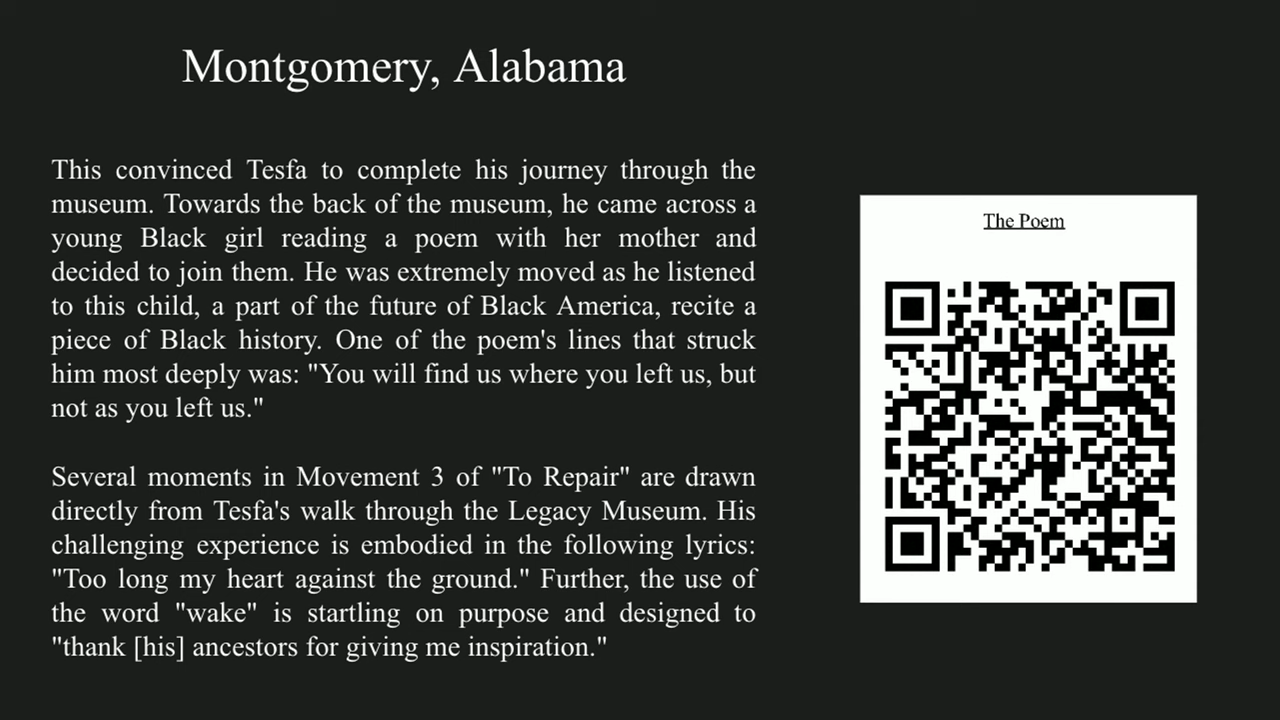 Montgomery, Alabama
This convinced Tesfa to complete his journey through the
museum. Towards the back of the museum, he came across a
young Black girl reading a poem with her mother and
decided to join them. He was extremely moved as he listened
to this child, a part of the future of Black America, recite a
piece of Black history. One of the poem's lines that struck
him most deeply was: "You will find us where you left us, but
not as you left us."
Several moments in Movement 3 of "To Repair" are drawn
directly from Tesfa's walk through the Legacy Museum. His
challenging experience is embodied in the following lyrics:
"Too long my heart against the ground." Further, the use of
the word "wake" is startling on purpose and designed to
"thank [his] ancestors for giving me inspiration."
The Poem